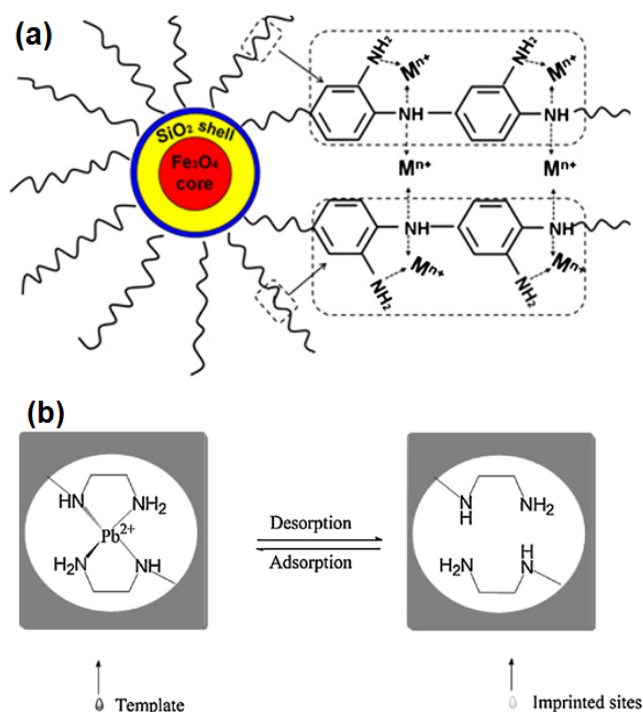 (a)
NH₂
Mⁿ⁺
NH₂
Mⁿ⁺
NH
NH
SiO₂ shell
Fe₃O₄
core
Mⁿ⁺
Mⁿ⁺
NH
NH
Mⁿ⁺
Mⁿ⁺
NH₂
NH₂
(b)
HN
NH₂
Pb²⁺
H₂N
NH
Desorption
Adsorption
N
H
NH₂
H
H₂N
N
Template
Imprinted sites